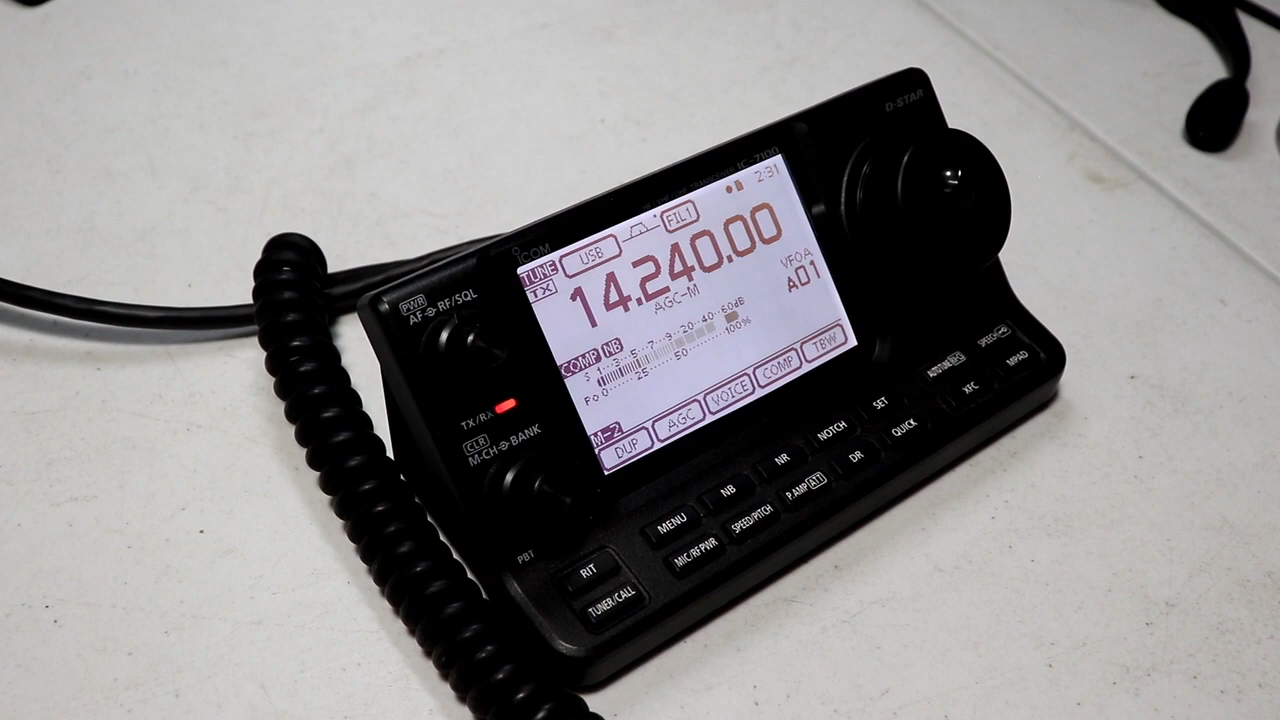 D-STAR
IC-7100
ICOM
2:31
TUNE USB FIL1
TX
14.240.00
VFO A
A01
AGC-M
COMP NB
S 1 3 5 7 9 20 40 60dB
Po 0 25 50 100%
M-2
DUP AGC VOICE COMP TBW
PWR
AF RF/SQL
TX/RX
CLR
M-CH BANK
PBT
RIT
TUNER/CALL
MENU NB NR NOTCH SET
MIC/RF PWR SPEED/PITCH P.AMP ATT DR QUICK
AUTOTUNE SPEECH
XFC MPAD